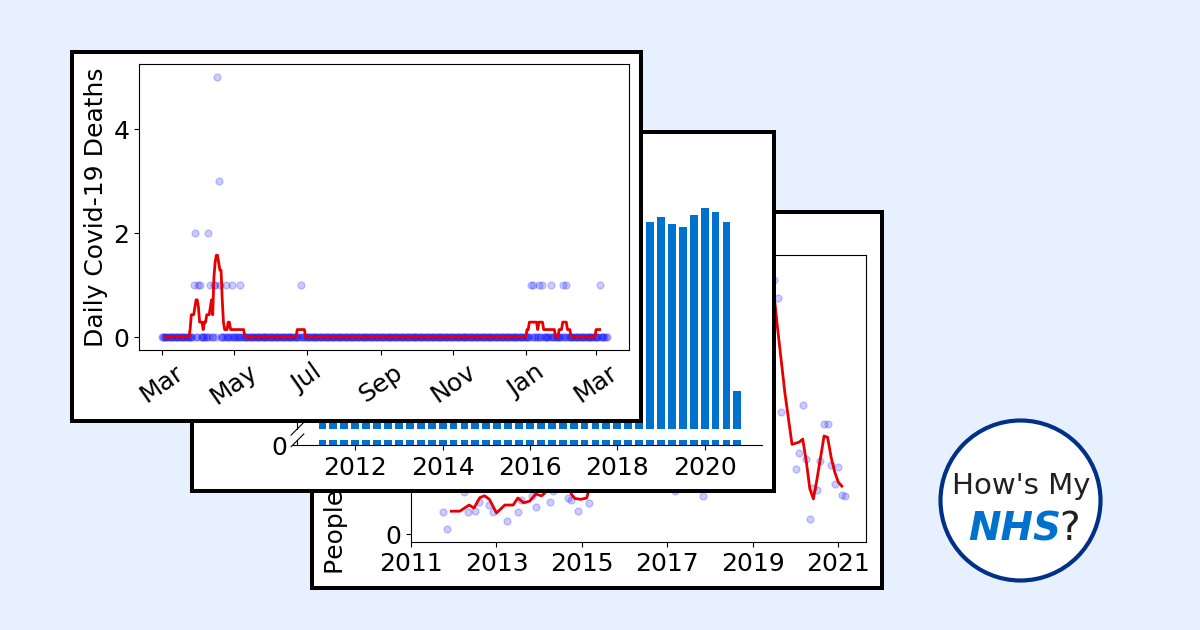 Daily Covid-19 Deaths
4
2
0
Mar May Jul Sep Nov Jan Mar
0
2012 2014 2016 2018 2020
People
0
2011 2013 2015 2017 2019 2021
How's My
NHS?